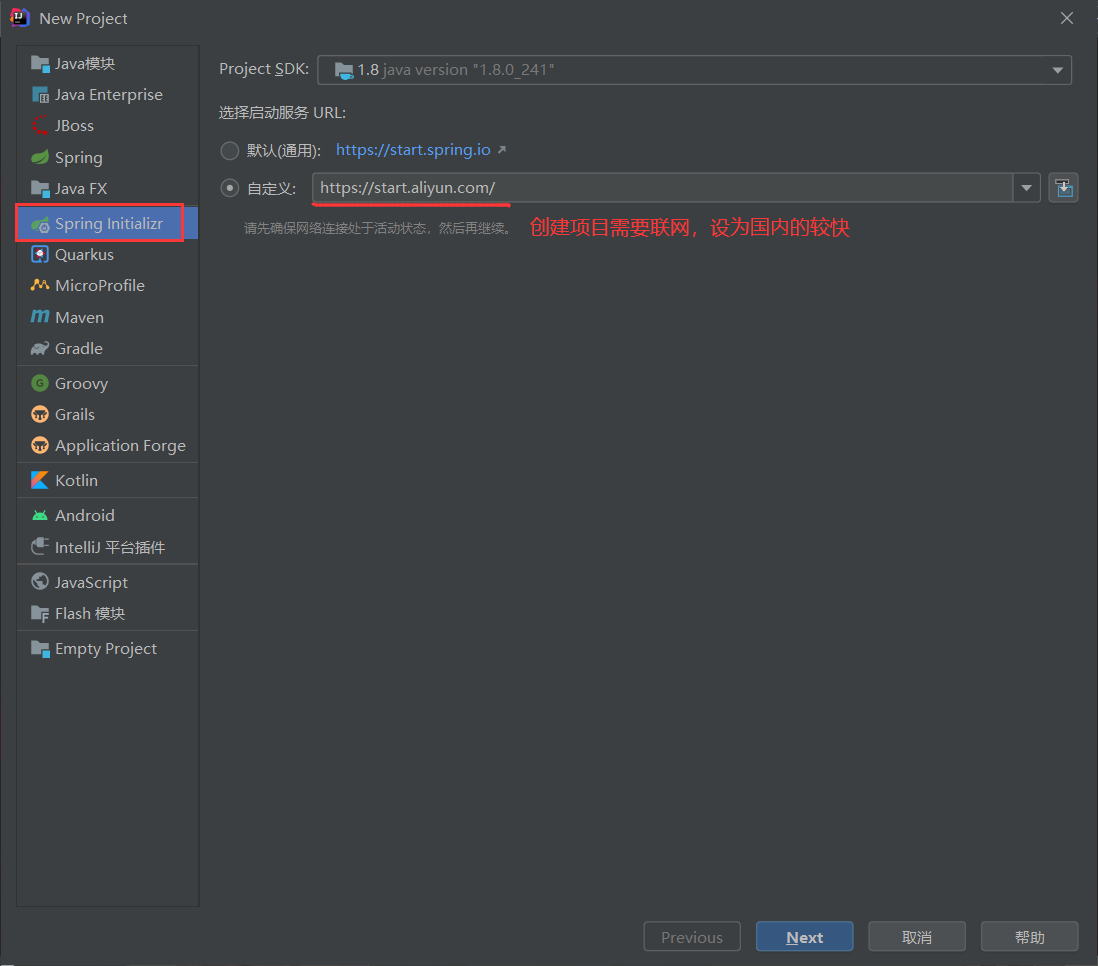 New Project
Java模块
Java Enterprise
JBoss
Spring
Java FX
Spring Initializr
Quarkus
MicroProfile
Maven
Gradle
Groovy
Grails
Application Forge
Kotlin
Android
IntelliJ 平台插件
JavaScript
Flash 模块
Empty Project
Project SDK: 1.8 java version "1.8.0_241"
选择启动服务 URL:
默认(通用): https://start.spring.io
自定义: https://start.aliyun.com/
请先确保网络连接处于活动状态，然后再继续。 创建项目需要联网，设为国内的较快
Previous Next 取消 帮助